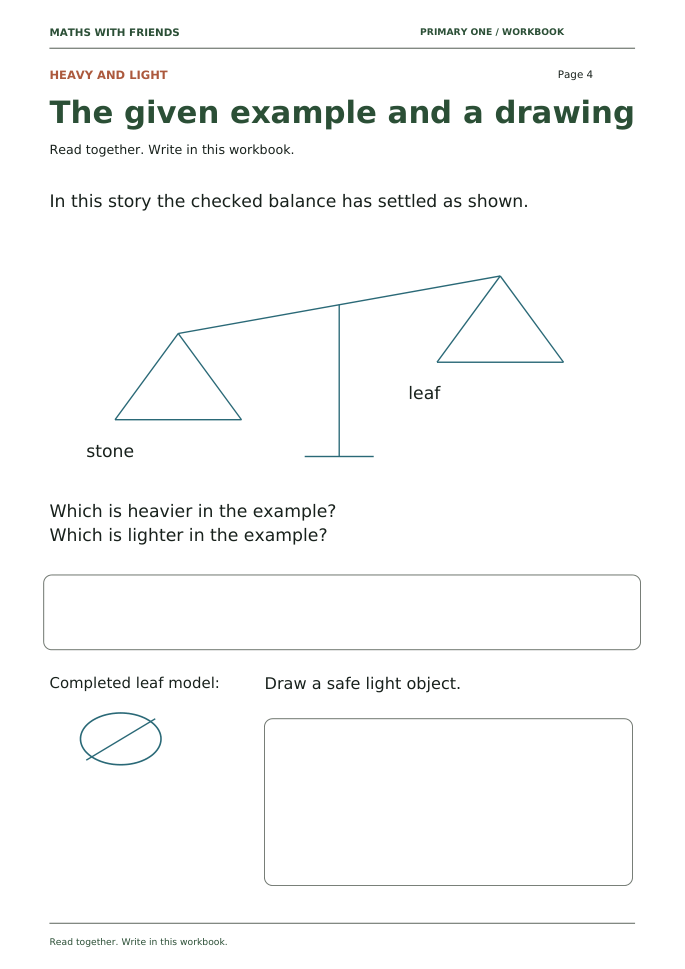 MATHS WITH FRIENDS
PRIMARY ONE / WORKBOOK
HEAVY AND LIGHT
Page 4
The given example and a drawing
Read together. Write in this workbook.
In this story the checked balance has settled as shown.
leaf
stone
Which is heavier in the example?
Which is lighter in the example?
Completed leaf model:
Draw a safe light object.
Read together. Write in this workbook.